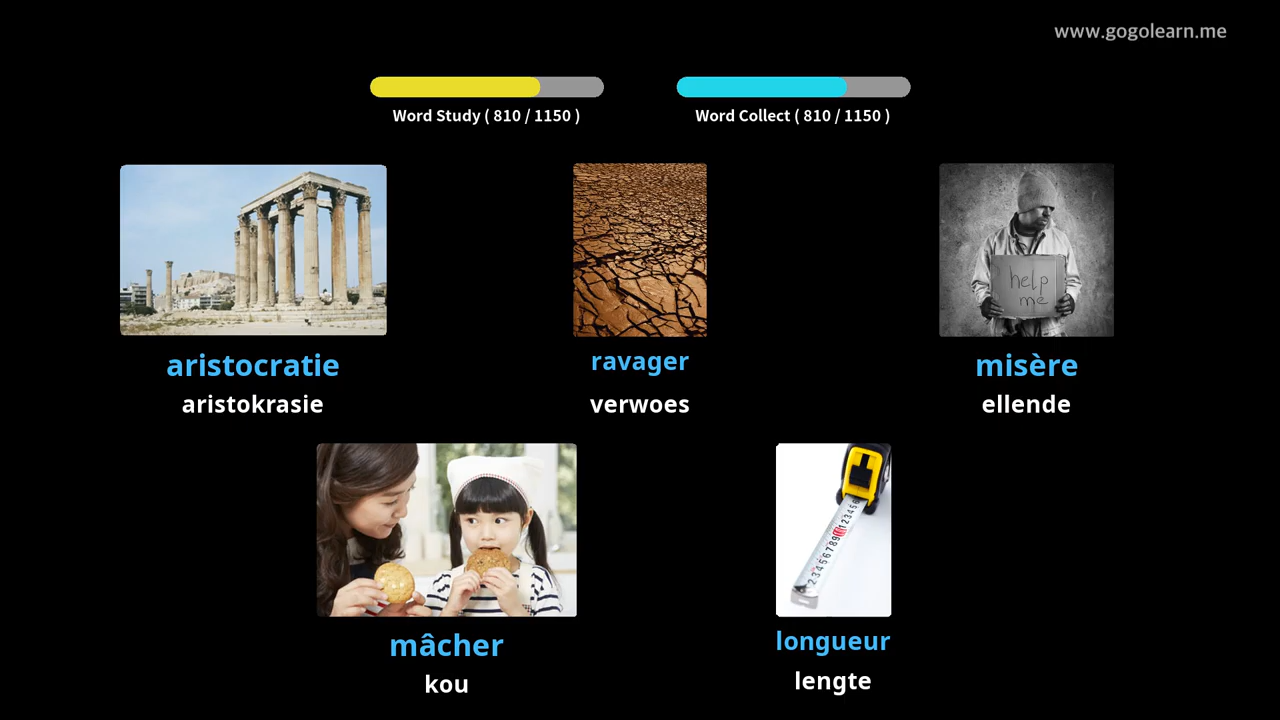 www.gogolearn.me
Word Study ( 810 / 1150 )
Word Collect ( 810 / 1150 )
help
me
aristocratie
ravager
misère
aristokrasie
verwoes
ellende
mâcher
longueur
kou
lengte